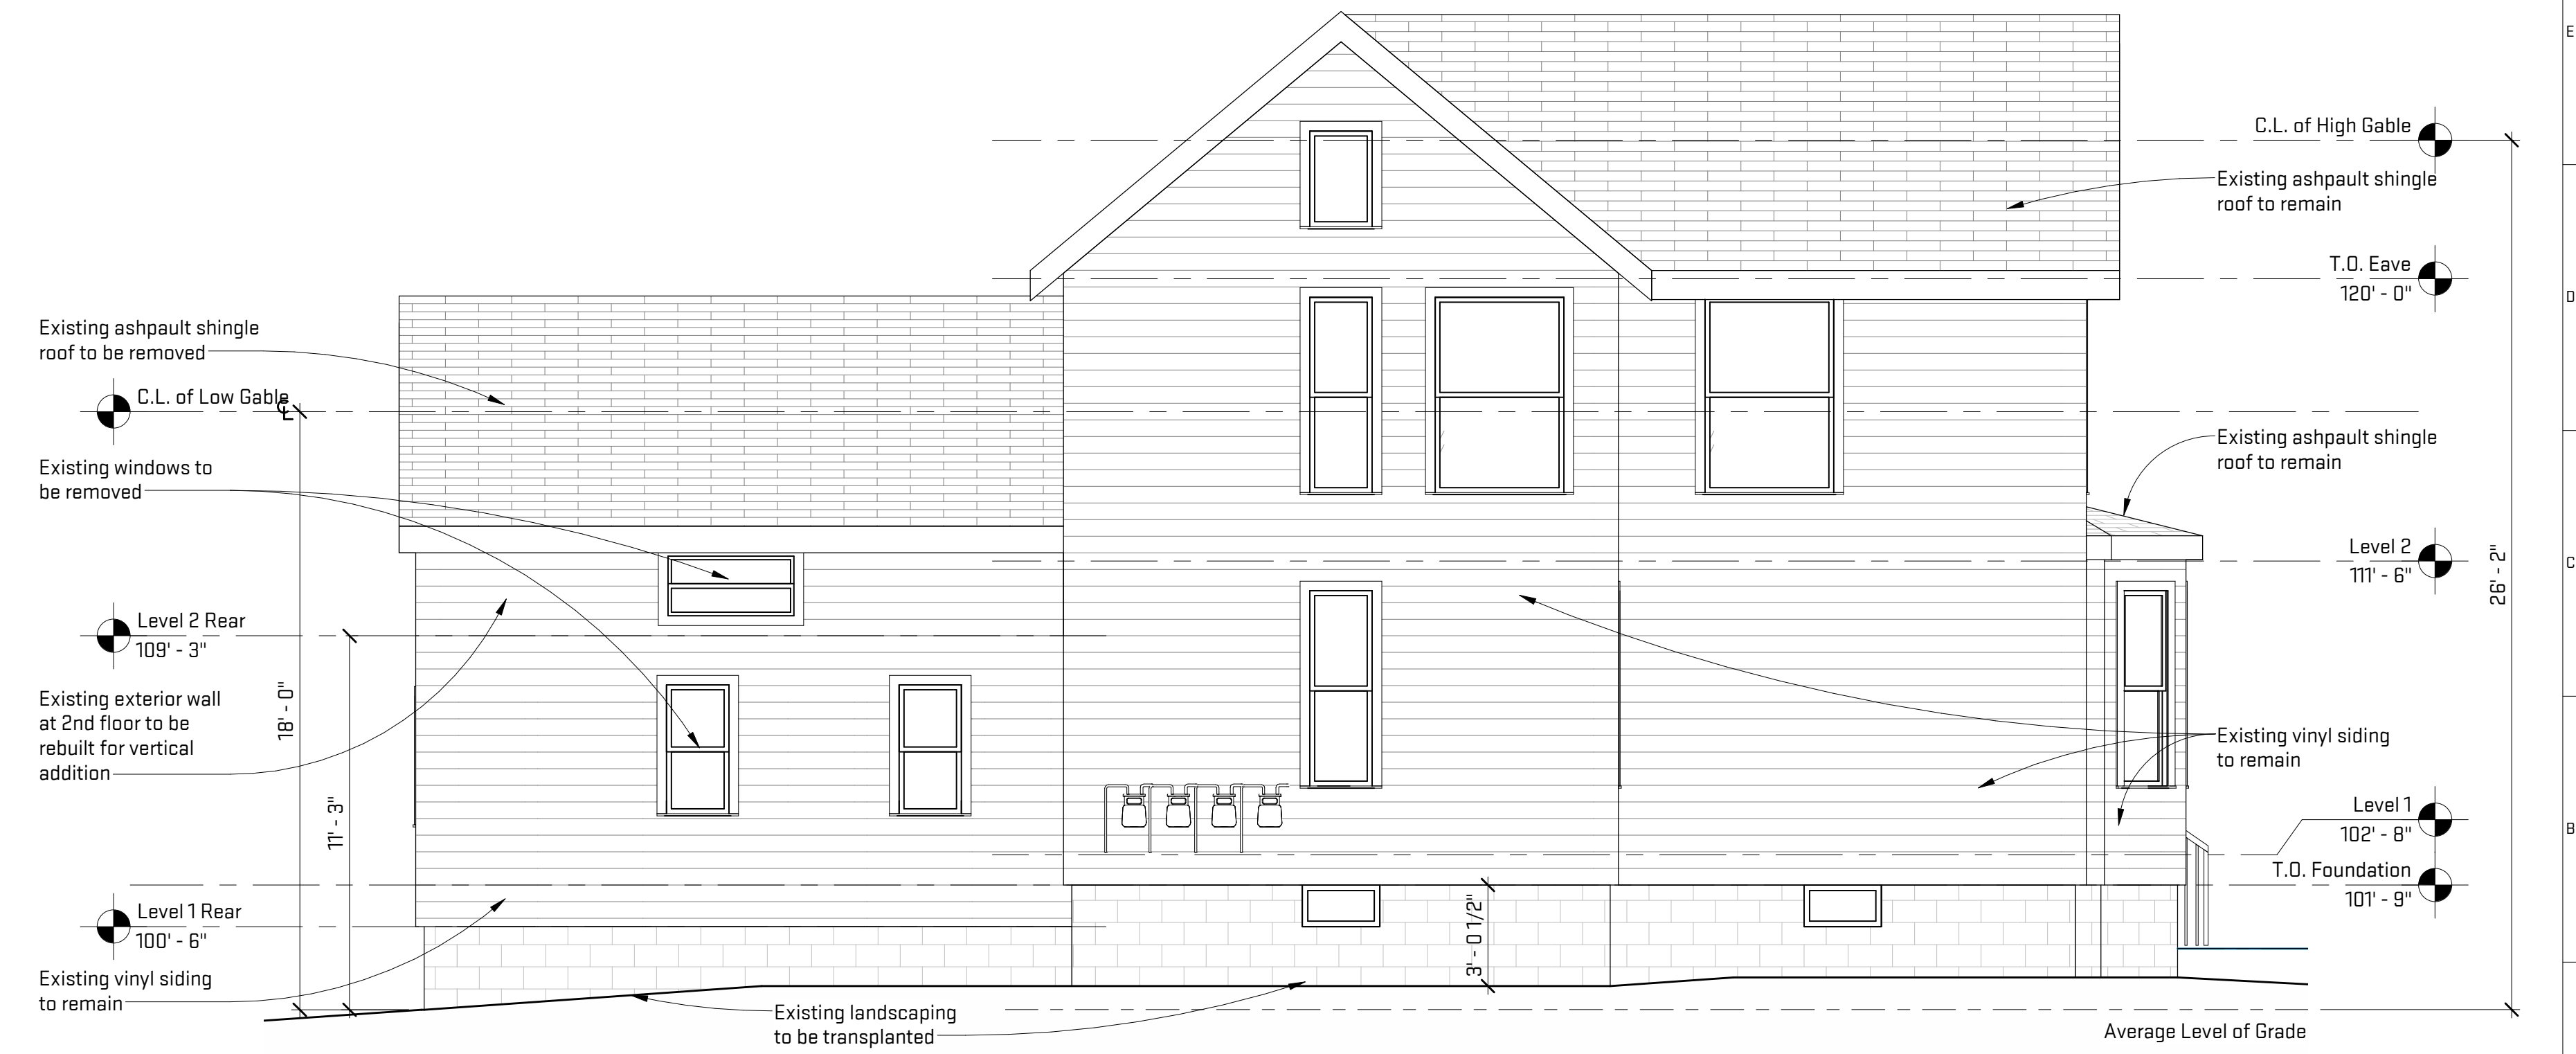 E
C.L. of High Gable
Existing ashpault shingle
roof to remain
T.O. Eave
120' - 0"
D
Existing ashpault shingle
roof to be removed
C.L. of Low Gable
℄
Existing windows to
be removed
Existing ashpault shingle
roof to remain
Level 2
111' - 6"
C
26' - 2"
Level 2 Rear
109' - 3"
Existing exterior wall
at 2nd floor to be
rebuilt for vertical
addition
18' - 0"
11' - 3"
Existing vinyl siding
to remain
Level 1
102' - 8"
B
T.O. Foundation
101' - 9"
Level 1 Rear
100' - 6"
3' - 0 1/2"
Existing vinyl siding
to remain
Existing landscaping
to be transplanted
Average Level of Grade